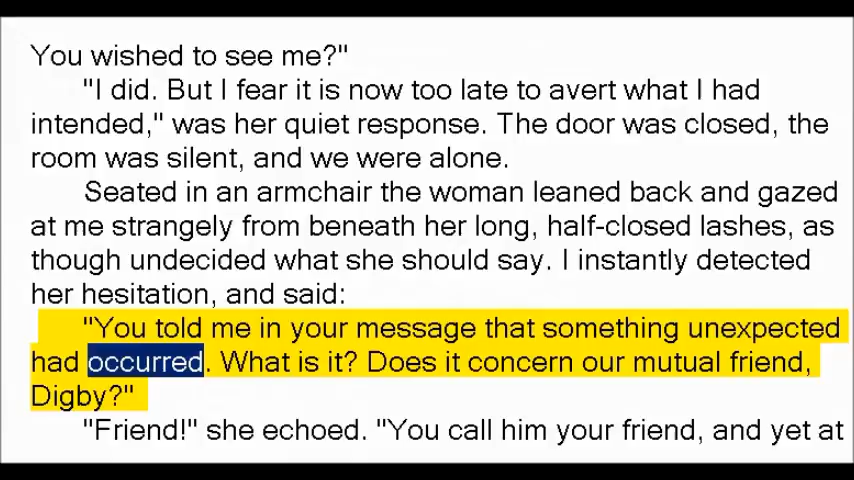 You wished to see me?"
"I did. But I fear it is now too late to avert what I had
intended," was her quiet response. The door was closed, the
room was silent, and we were alone.
Seated in an armchair the woman leaned back and gazed
at me strangely from beneath her long, half-closed lashes, as
though undecided what she should say. I instantly detected
her hesitation, and said:
"You told me in your message that something unexpected
had occurred. What is it? Does it concern our mutual friend,
Digby?"
"Friend!" she echoed. "You call him your friend, and yet at